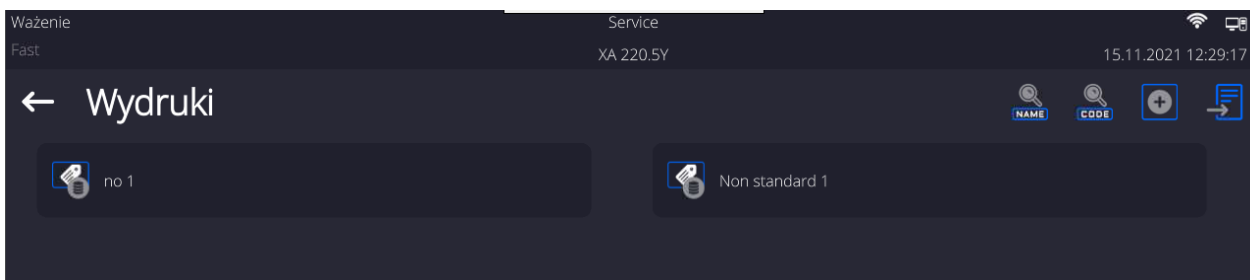 Ważenie
Service
Fast
XA 220.5Y
15.11.2021 12:29:17
Wydruki
NAME
CODE
no 1
Non standard 1